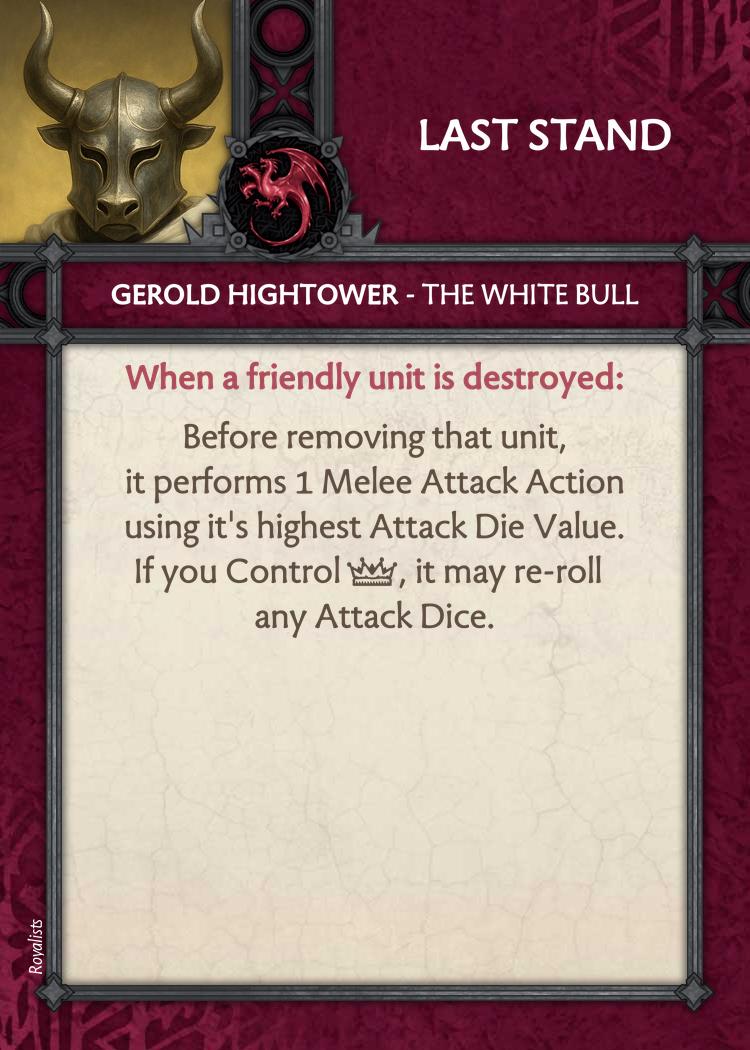 LAST STAND
GEROLD HIGHTOWER - THE WHITE BULL
When a friendly unit is destroyed:
Before removing that unit,
it performs 1 Melee Attack Action
using it's highest Attack Die Value.
If you Control , it may re-roll
any Attack Dice.
Royalists